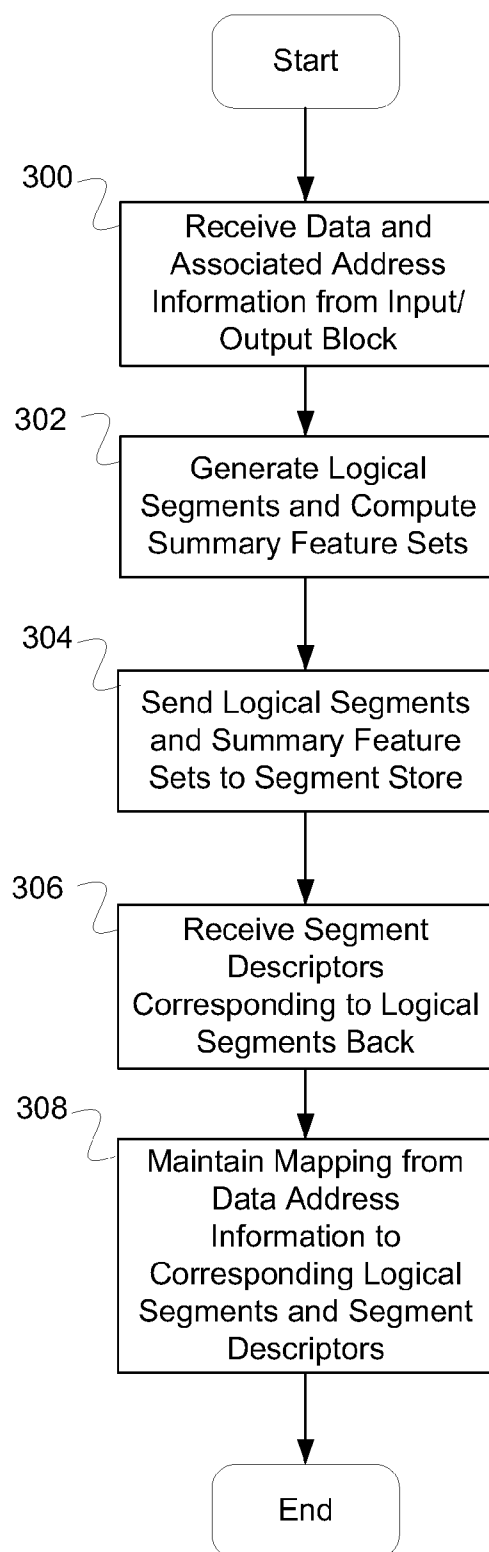 Start
300
Receive Data and
Associated Address
Information from Input/
Output Block
302
Generate Logical
Segments and Compute
Summary Feature Sets
304
Send Logical Segments
and Summary Feature
Sets to Segment Store
306
Receive Segment
Descriptors
Corresponding to Logical
Segments Back
308
Maintain Mapping from
Data Address
Information to
Corresponding Logical
Segments and Segment
Descriptors
End